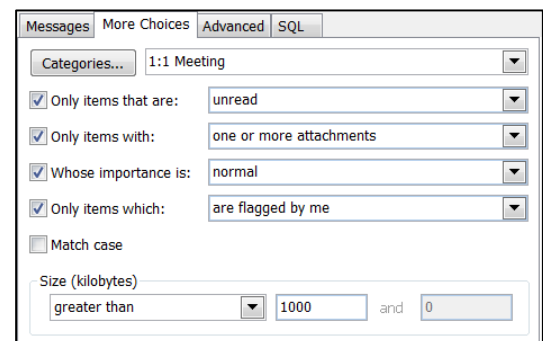 Messages More Choices Advanced SQL
Categories... 1:1 Meeting
Only items that are: unread
Only items with: one or more attachments
Whose importance is: normal
Only items which: are flagged by me
Match case
Size (kilobytes)
greater than 1000 and 0